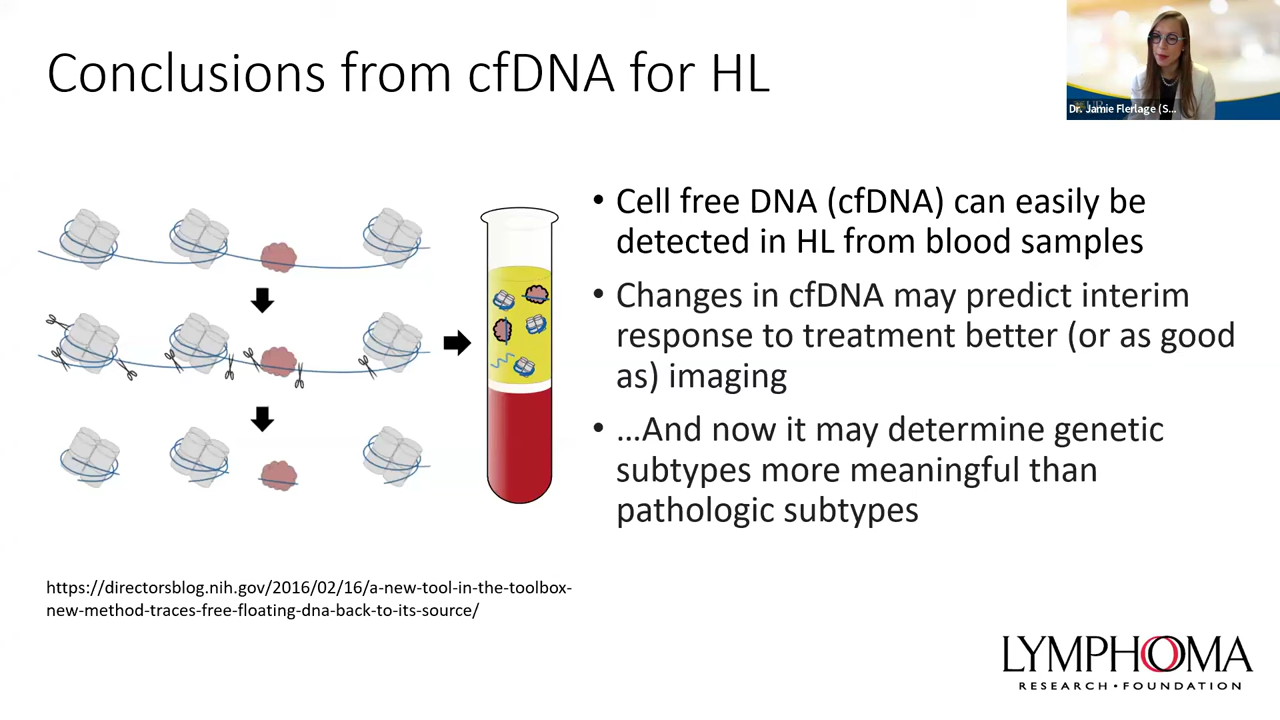 Conclusions from cfDNA for HL
Dr. Jamie Flerlage (S...
• Cell free DNA (cfDNA) can easily be
detected in HL from blood samples
• Changes in cfDNA may predict interim
response to treatment better (or as good
as) imaging
• …And now it may determine genetic
subtypes more meaningful than
pathologic subtypes
https://directorsblog.nih.gov/2016/02/16/a-new-tool-in-the-toolbox-
new-method-traces-free-floating-dna-back-to-its-source/
LYMPHOMA
RESEARCH • FOUNDATION